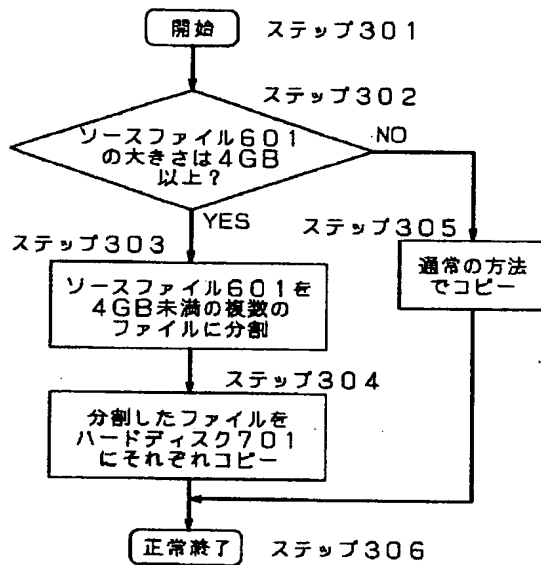 開始 ステップ301
ステップ302
ソースファイル601
の大きさは4GB
以上?
NO
YES
ステップ303
ステップ305
ソースファイル601を
4GB未満の複数の
ファイルに分割
通常の方法
でコピー
ステップ304
分割したファイルを
ハードディスク701
にそれぞれコピー
正常終了 ステップ306